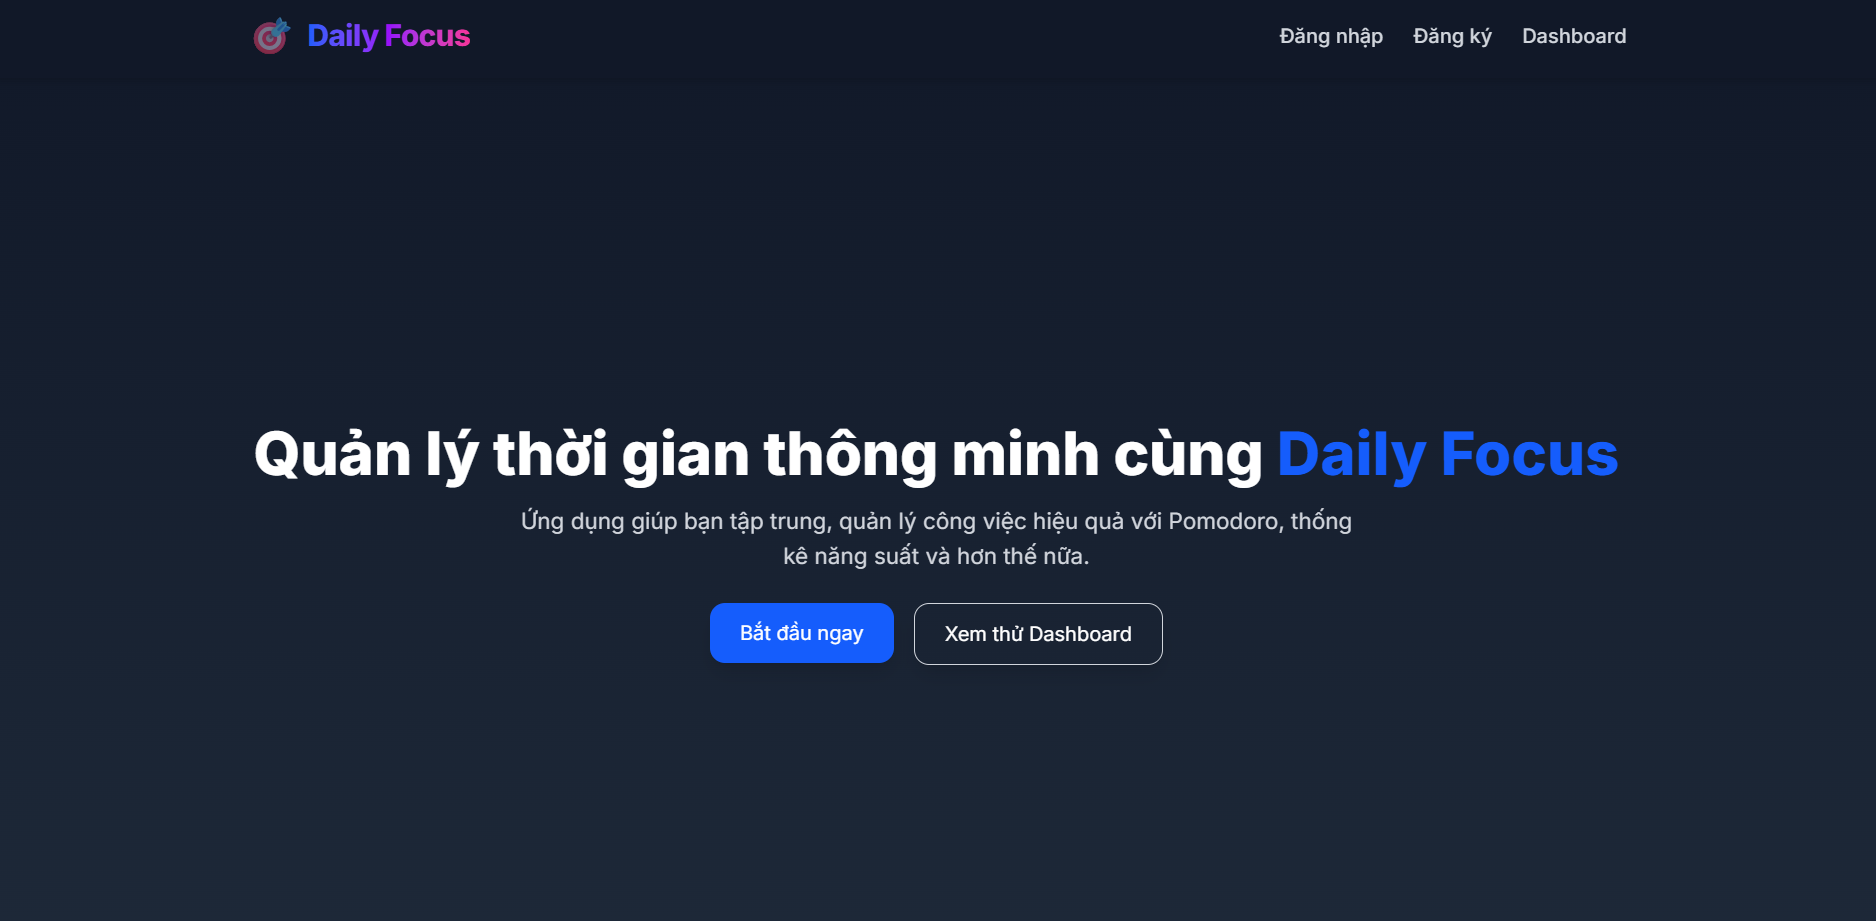 Daily Focus
Đăng nhập
Đăng ký
Dashboard
Quản lý thời gian thông minh cùng Daily Focus
Ứng dụng giúp bạn tập trung, quản lý công việc hiệu quả với Pomodoro, thống
kê năng suất và hơn thế nữa.
Bắt đầu ngay
Xem thử Dashboard